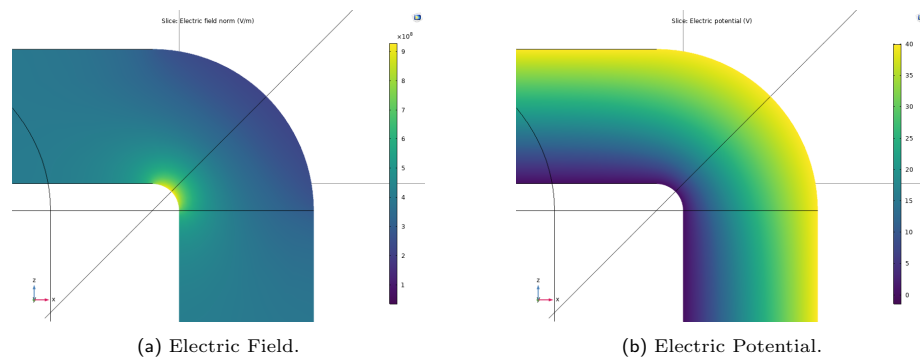 Slice: Electric field norm (V/m)
×10⁸
9
8
7
6
5
4
3
2
1
z
y x
(a) Electric Field.
Slice: Electric potential (V)
40
35
30
25
20
15
10
5
0
z
y x
(b) Electric Potential.